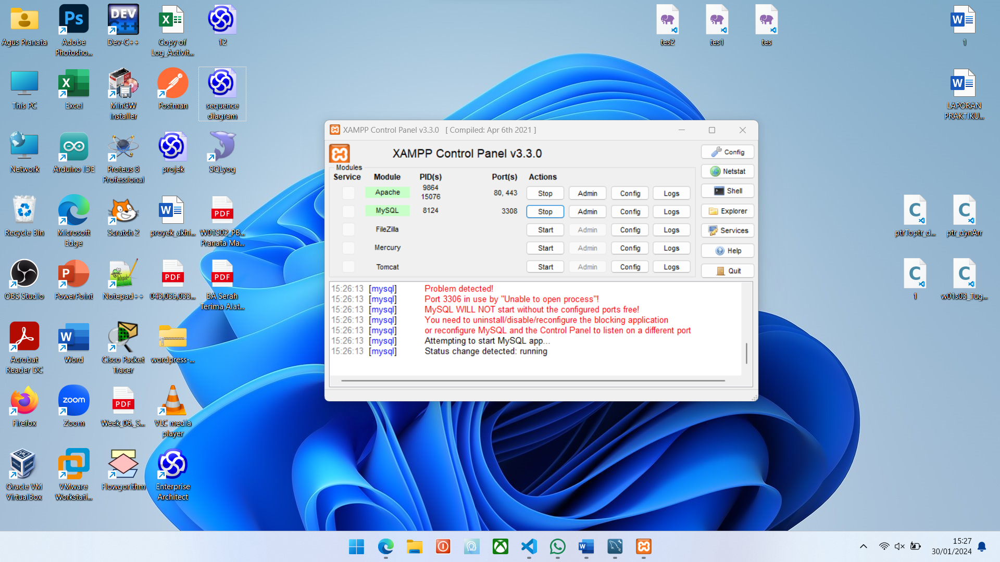 Agus Pranata
Adobe
Photosho...
Dev-C++
Copy of
Log_Activit...
12
tes2
tes1
tes
1
This PC
Excel
MinGW
Installer
Postman
sequence
diagram
LAPORAN
PRAKTIKU...
Network
Arduino IDE
Proteus 8
Professional
projek
SQLyog
Recycle Bin
Microsoft
Edge
Scratch 2
proyek_akhi...
W01S02_PB...
Pranata Ma...
ptrToptr_d...
ptr_dynArr
OBS Studio
PowerPoint
Notepad++
043,035,033...
BA Serah
Terima Alat...
1
w01s03_Tug...
Acrobat
Reader DC
Word
Cisco Packet
Tracer
wordpress-...
Firefox
Zoom
Week_06,_S...
VLC media
player
Oracle VM
VirtualBox
VMware
Workstati...
Flowgorithm
Enterprise
Architect
XAMPP Control Panel v3.3.0 [ Compiled: Apr 6th 2021 ]
XAMPP Control Panel v3.3.0
Config
Netstat
Shell
Explorer
Services
Help
Quit
Modules
Service Module PID(s) Port(s) Actions
Apache 9864 15076 80, 443 Stop Admin Config Logs
MySQL 8124 3308 Stop Admin Config Logs
FileZilla Start Admin Config Logs
Mercury Start Admin Config Logs
Tomcat Start Admin Config Logs
15:26:13 [mysql] Problem detected!
15:26:13 [mysql] Port 3306 in use by "Unable to open process"!
15:26:13 [mysql] MySQL WILL NOT start without the configured ports free!
15:26:13 [mysql] You need to uninstall/disable/reconfigure the blocking application
15:26:13 [mysql] or reconfigure MySQL and the Control Panel to listen on a different port
15:26:13 [mysql] Attempting to start MySQL app...
15:26:13 [mysql] Status change detected: running
15:27
30/01/2024